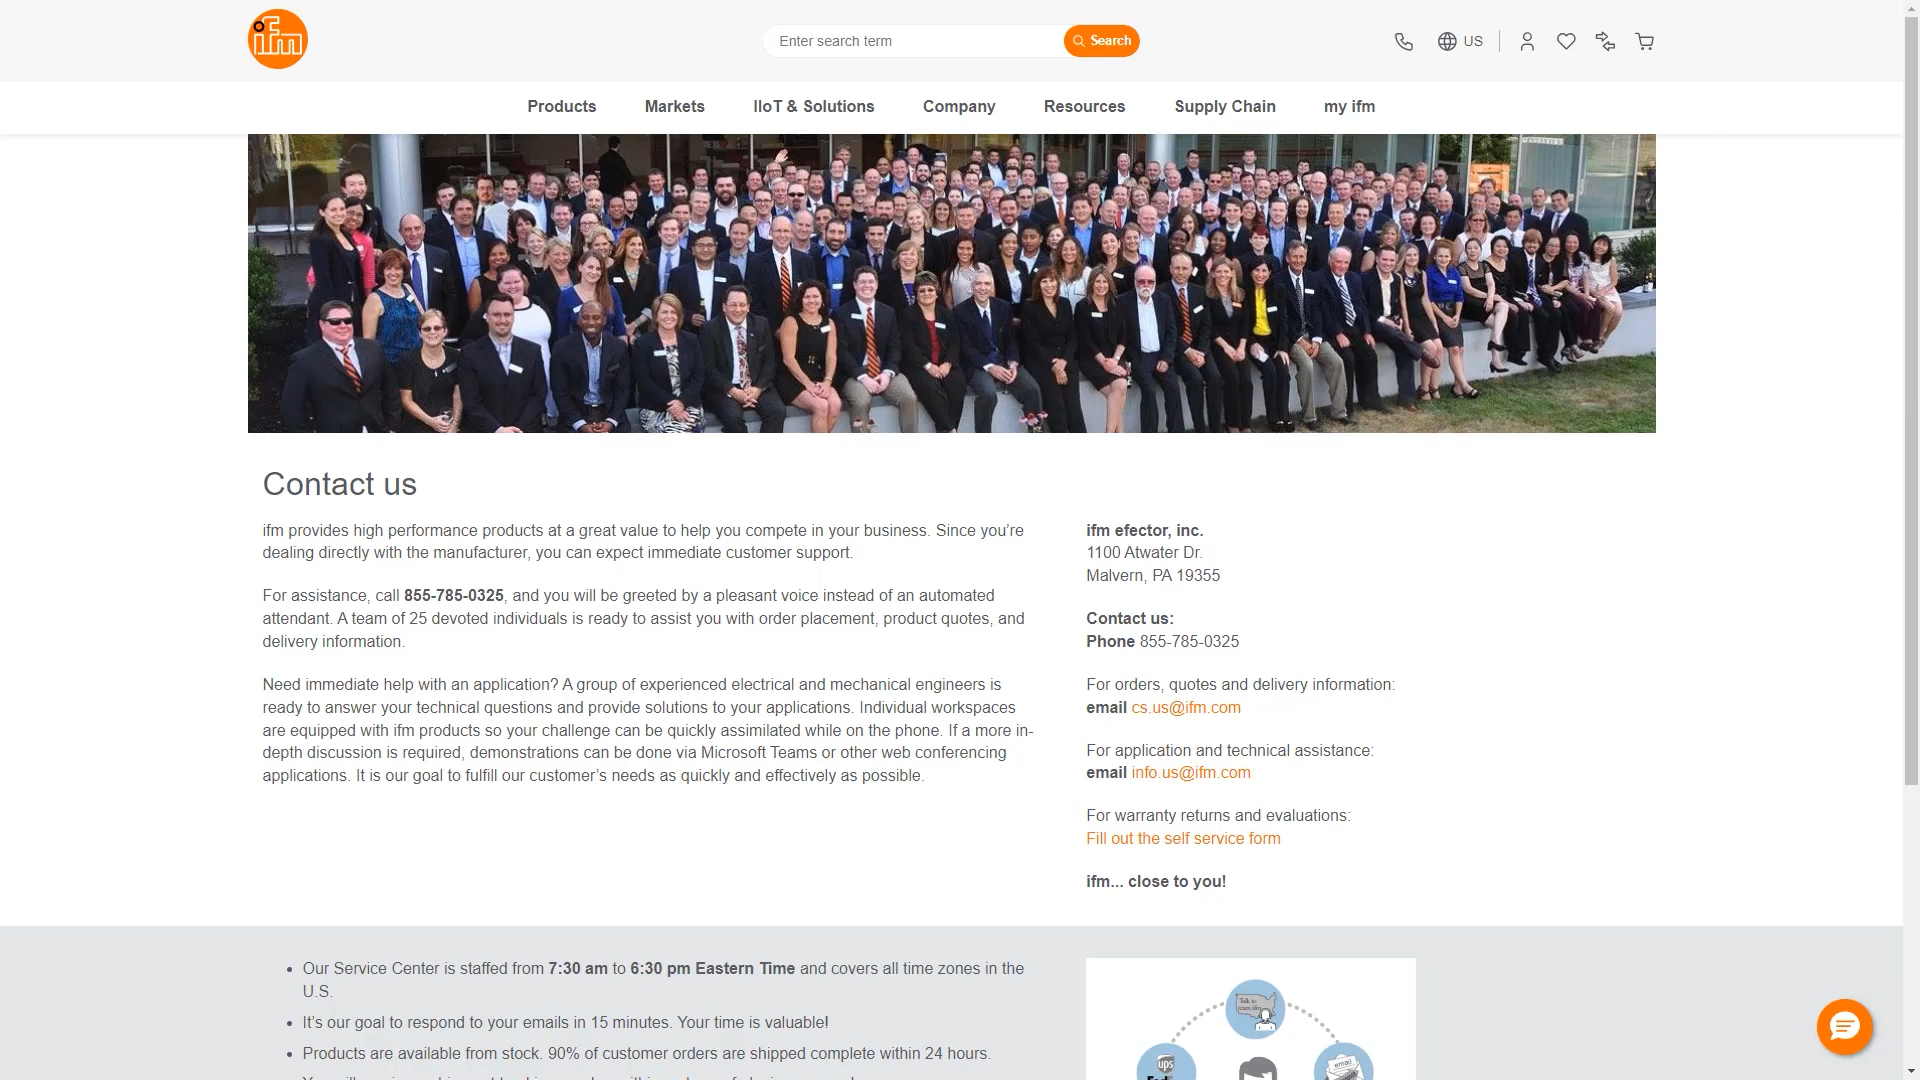 ifm
Enter search term
Search
US
Products
Markets
IIoT & Solutions
Company
Resources
Supply Chain
my ifm
Contact us
ifm provides high performance products at a great value to help you compete in your business. Since you’re
dealing directly with the manufacturer, you can expect immediate customer support.
For assistance, call 855-785-0325, and you will be greeted by a pleasant voice instead of an automated
attendant. A team of 25 devoted individuals is ready to assist you with order placement, product quotes, and
delivery information.
Need immediate help with an application? A group of experienced electrical and mechanical engineers is
ready to answer your technical questions and provide solutions to your applications. Individual workspaces
are equipped with ifm products so your challenge can be quickly assimilated while on the phone. If a more in-
depth discussion is required, demonstrations can be done via Microsoft Teams or other web conferencing
applications. It is our goal to fulfill our customer’s needs as quickly and effectively as possible.
ifm efector, inc.
1100 Atwater Dr.
Malvern, PA 19355
Contact us:
Phone 855-785-0325
For orders, quotes and delivery information:
email cs.us@ifm.com
For application and technical assistance:
email info.us@ifm.com
For warranty returns and evaluations:
Fill out the self service form
ifm... close to you!
Our Service Center is staffed from 7:30 am to 6:30 pm Eastern Time and covers all time zones in the
U.S.
It’s our goal to respond to your emails in 15 minutes. Your time is valuable!
Products are available from stock. 90% of customer orders are shipped complete within 24 hours.
Talk to
ups
email